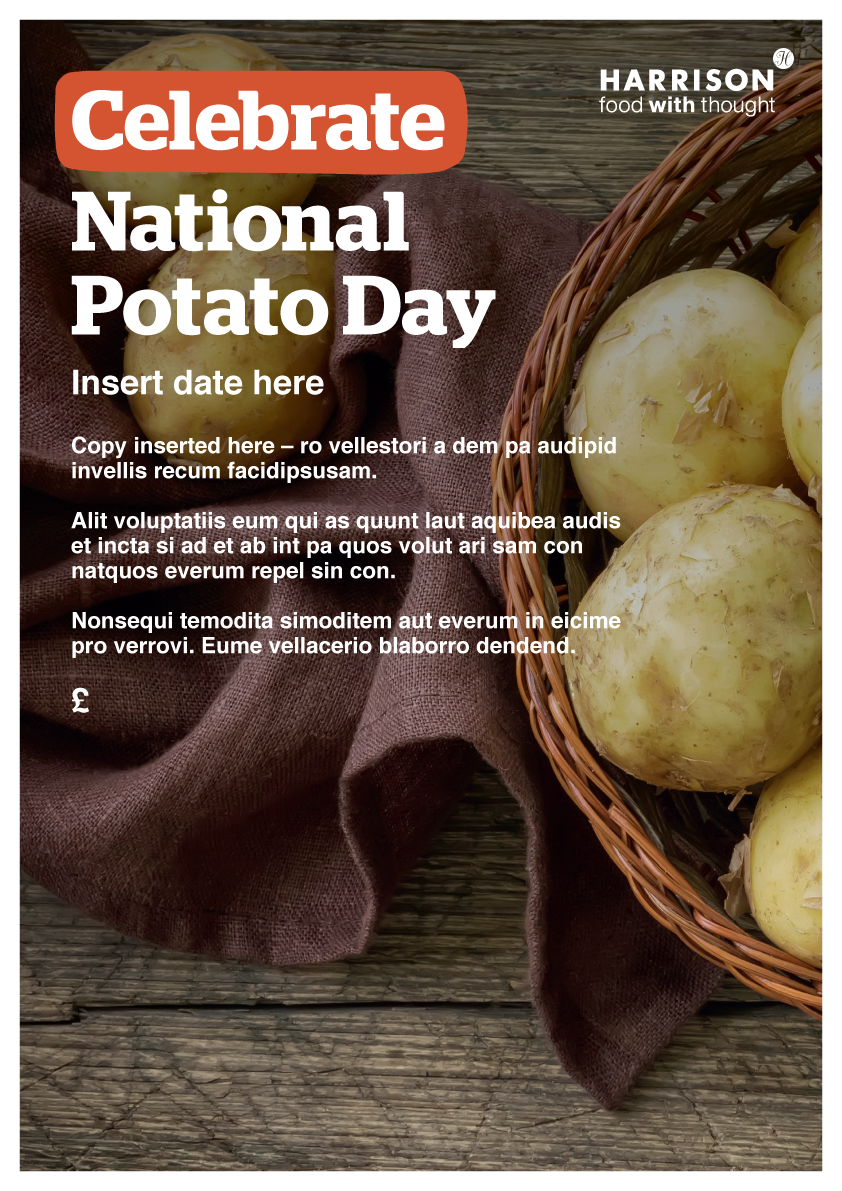 Celebrate
HARRISON
food with thought
National
Potato Day
Insert date here
Copy inserted here – ro vellestori a dem pa audipid
invellis recum facidipsusam.
Alit voluptatiis eum qui as quunt laut aquibea audis
et incta si ad et ab int pa quos volut ari sam con
natquos everum repel sin con.
Nonsequi temodita simoditem aut everum in eicime
pro verrovi. Eume vellacerio blaborro dendend.
£